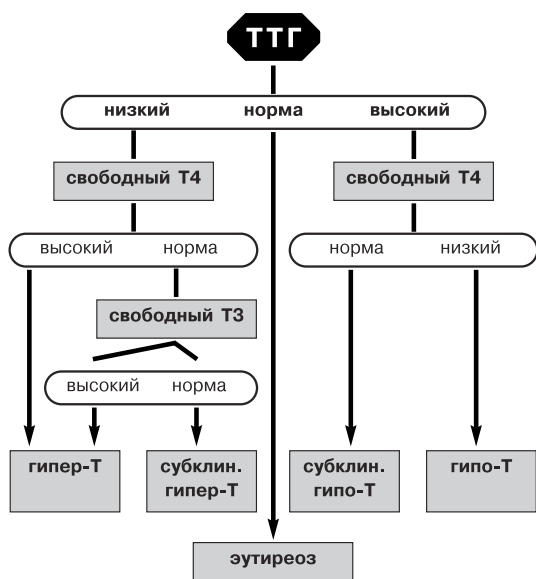 ТТГ
низкий норма высокий
свободный Т4
свободный Т4
высокий норма
норма низкий
свободный Т3
высокий норма
гипер-Т
субклин.
гипер-Т
субклин.
гипо-Т
гипо-Т
эутиреоз